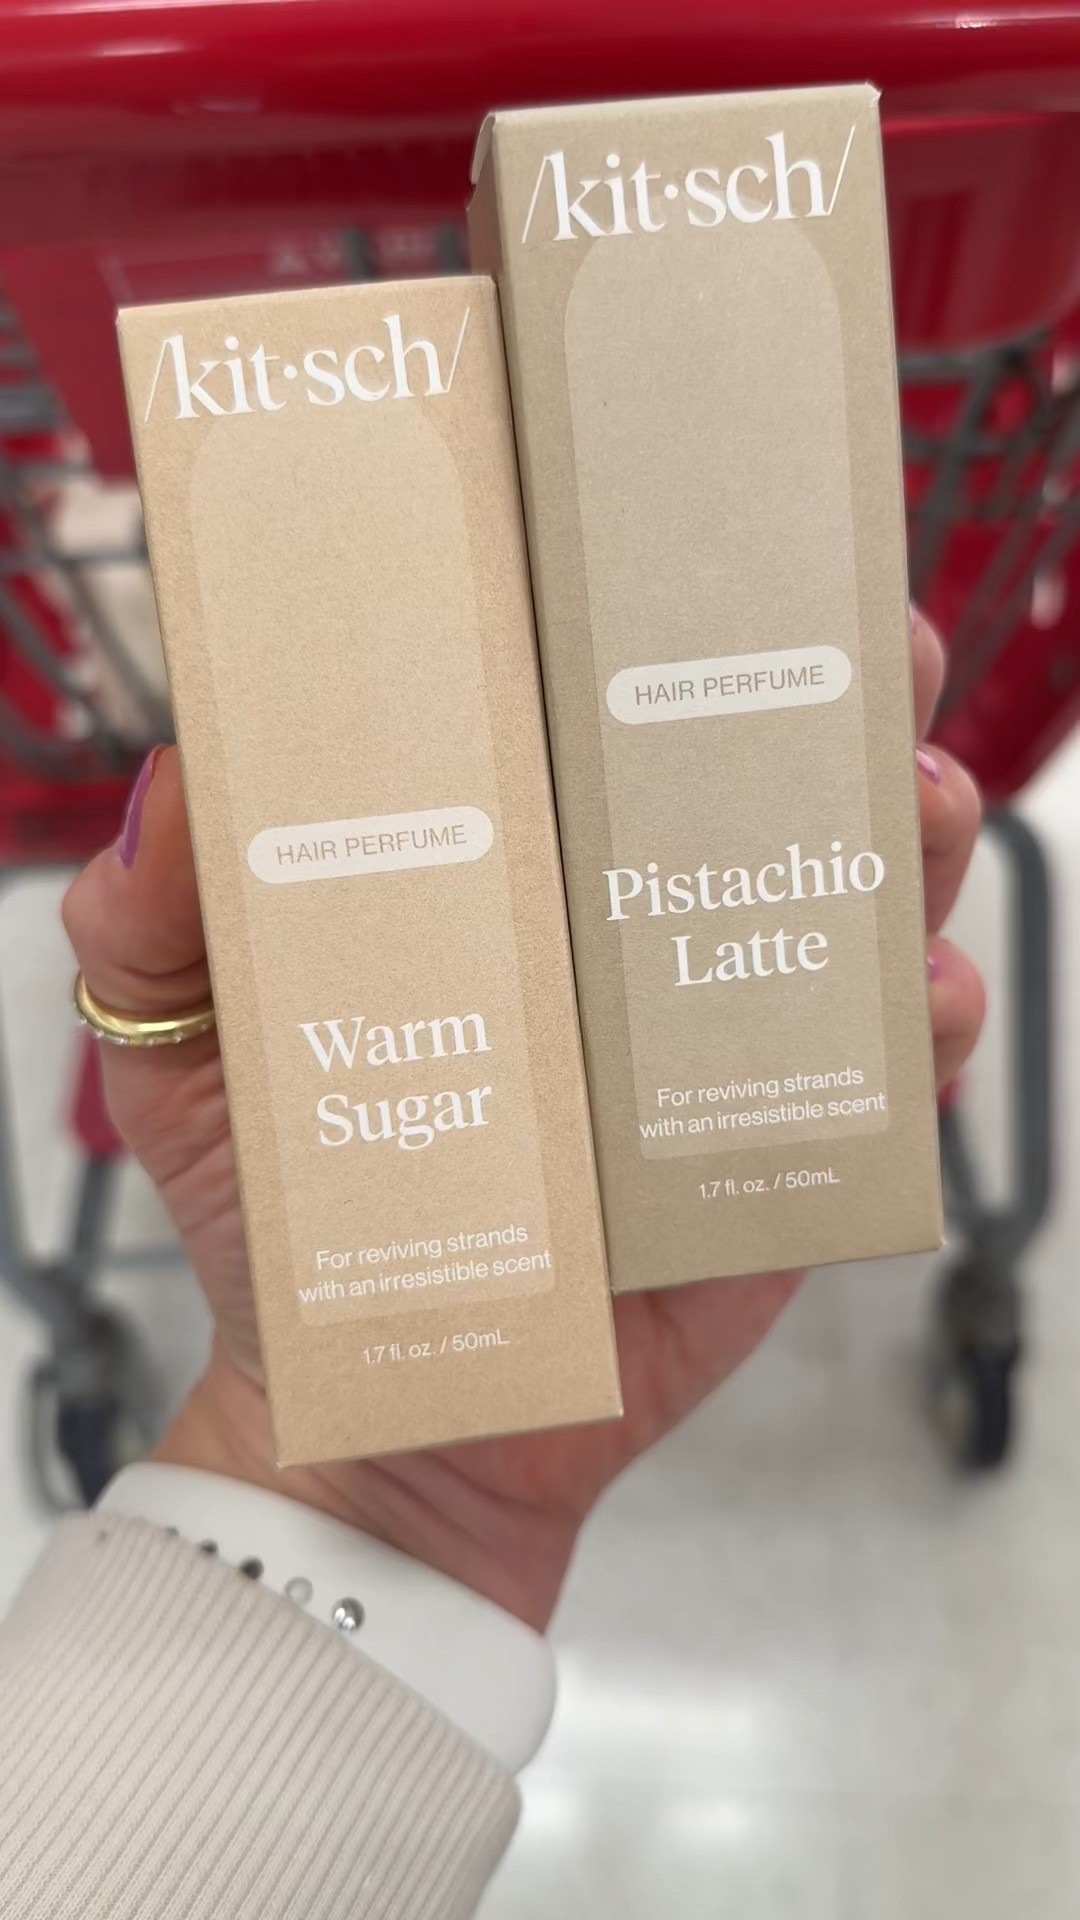 /kit·sch/
HAIR PERFUME
Warm
Sugar
For reviving strands
with an irresistible scent
1.7 fl. oz. / 50mL
/kit·sch/
HAIR PERFUME
Pistachio
Latte
For reviving strands
with an irresistible scent
1.7 fl. oz. / 50mL